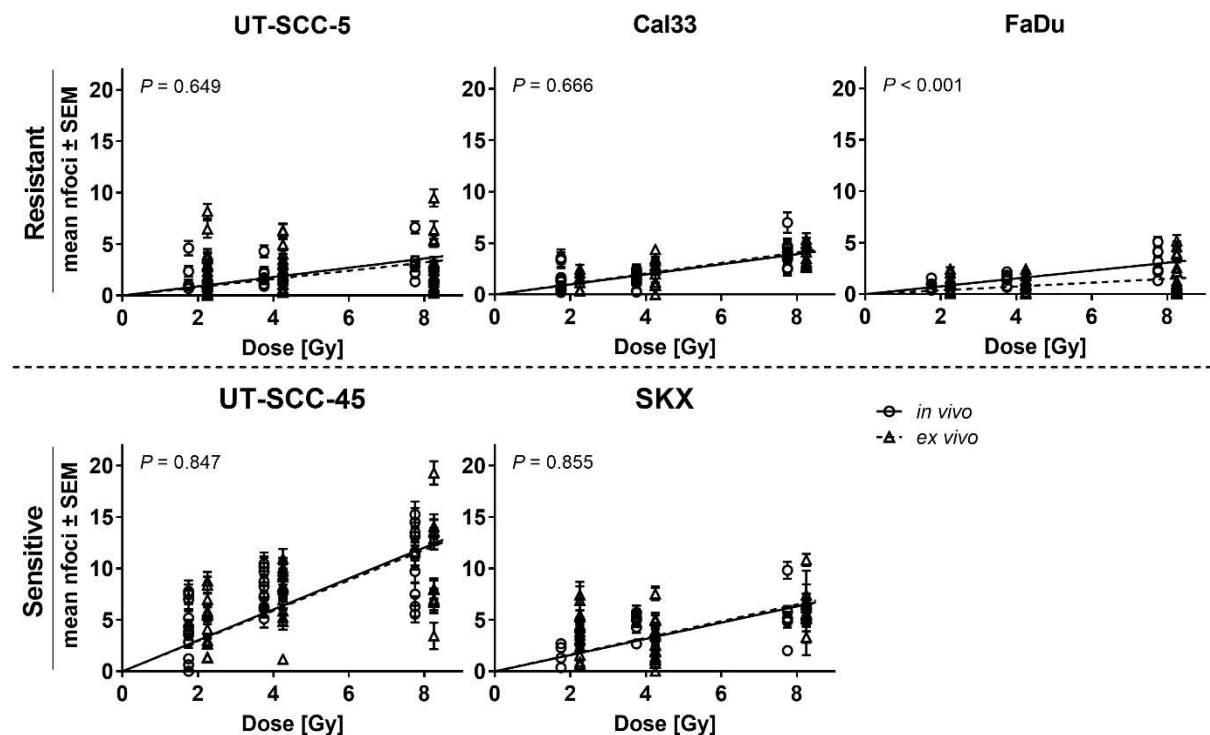 UT-SCC-5
Cal33
FaDu
Resistant
mean nfoci ± SEM
20
15
10
5
0
P = 0.649
0 2 4 6 8
Dose [Gy]
20
15
10
5
0
P = 0.666
0 2 4 6 8
Dose [Gy]
20
15
10
5
0
P < 0.001
0 2 4 6 8
Dose [Gy]
UT-SCC-45
SKX
Sensitive
mean nfoci ± SEM
20
15
10
5
0
P = 0.847
0 2 4 6 8
Dose [Gy]
20
15
10
5
0
P = 0.855
0 2 4 6 8
Dose [Gy]
in vivo
ex vivo